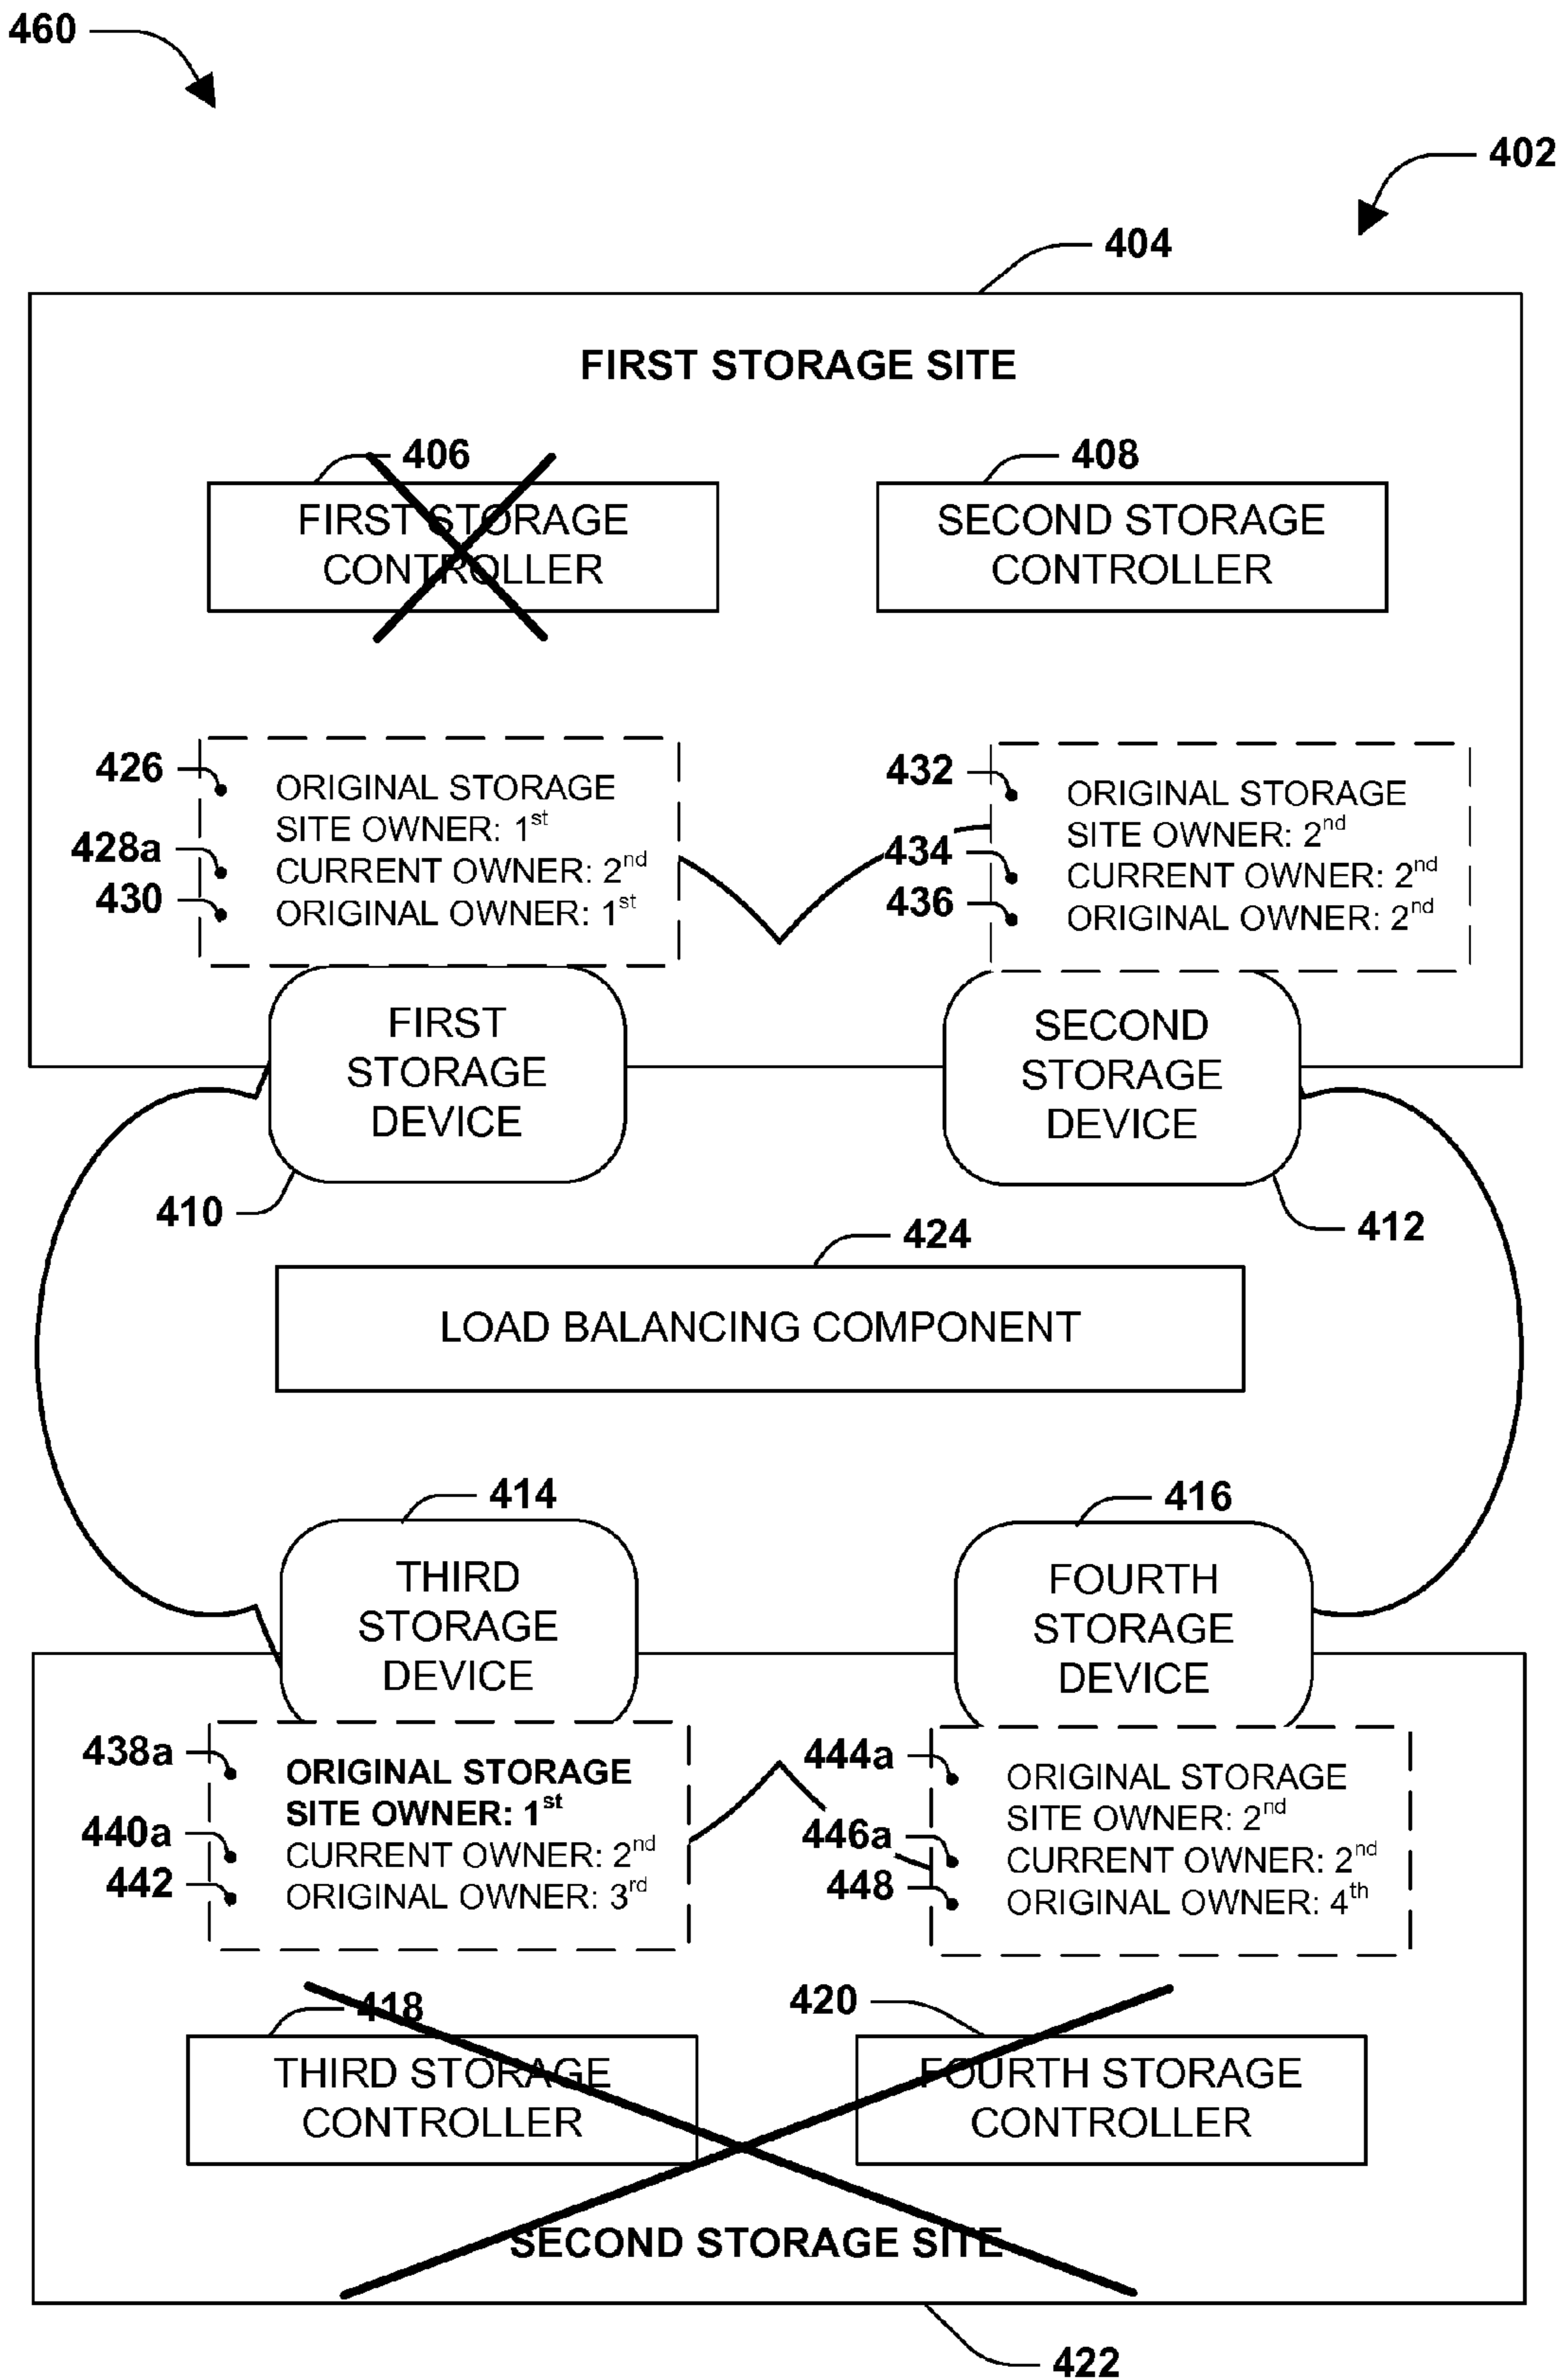 460
402
404
FIRST STORAGE SITE
406
408
FIRST STORAGE
CONTROLLER
SECOND STORAGE
CONTROLLER
426
428a
430
ORIGINAL STORAGE
SITE OWNER: 1st
CURRENT OWNER: 2nd
ORIGINAL OWNER: 1st
432
434
436
ORIGINAL STORAGE
SITE OWNER: 2nd
CURRENT OWNER: 2nd
ORIGINAL OWNER: 2nd
FIRST
STORAGE
DEVICE
SECOND
STORAGE
DEVICE
410
412
424
LOAD BALANCING COMPONENT
414
416
THIRD
STORAGE
DEVICE
FOURTH
STORAGE
DEVICE
438a
440a
442
ORIGINAL STORAGE
SITE OWNER: 1st
CURRENT OWNER: 2nd
ORIGINAL OWNER: 3rd
444a
446a
448
ORIGINAL STORAGE
SITE OWNER: 2nd
CURRENT OWNER: 2nd
ORIGINAL OWNER: 4th
418
420
THIRD STORAGE
CONTROLLER
FOURTH STORAGE
CONTROLLER
SECOND STORAGE SITE
422